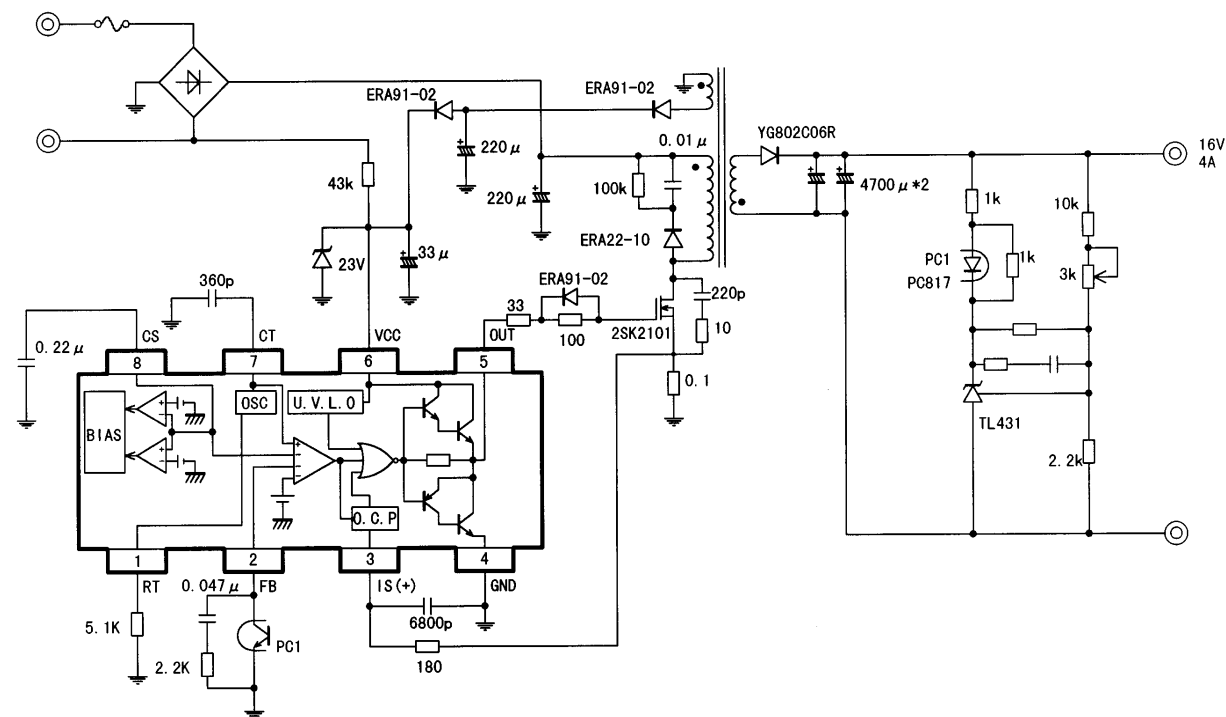 ERA91-02
ERA91-02
YG802C06R
0.01μ
16V
4A
220μ
43k
100k
4700μ*2
220μ
1k
10k
ERA22-10
23V
33μ
PC1
PC817
1k
3k
ERA91-02
360p
220p
33
CS
CT
VCC
OUT
100
2SK2101
10
0.22μ
8
7
6
5
0.1
OSC
U.V.L.O
TL431
BIAS
2.2k
O.C.P
1
2
3
4
RT
0.047μ
FB
IS(+)
GND
6800p
5.1K
PC1
2.2K
180